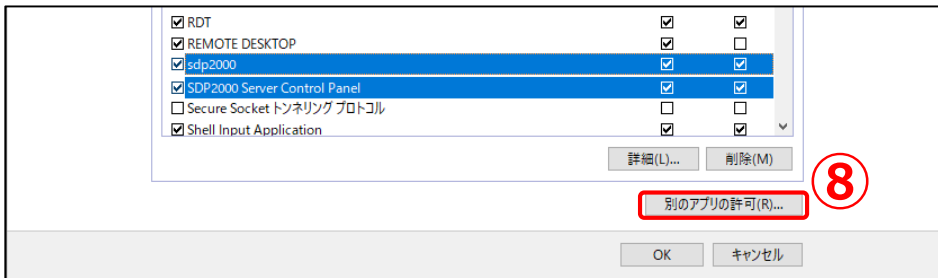 RDT
REMOTE DESKTOP
sdp2000
SDP2000 Server Control Panel
Secure Socket トンネリング プロトコル
Shell Input Application
詳細(L)... 削除(M)
⑧
別のアプリの許可(R)...
OK キャンセル